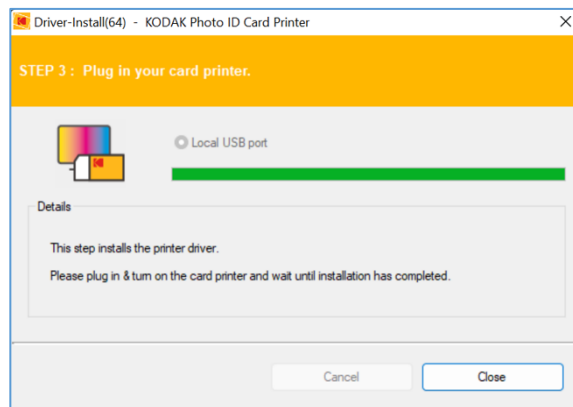 Driver-Install(64) - KODAK Photo ID Card Printer
STEP 3 : Plug in your card printer.
Local USB port
Details
This step installs the printer driver.
Please plug in & turn on the card printer and wait until installation has completed.
Cancel
Close